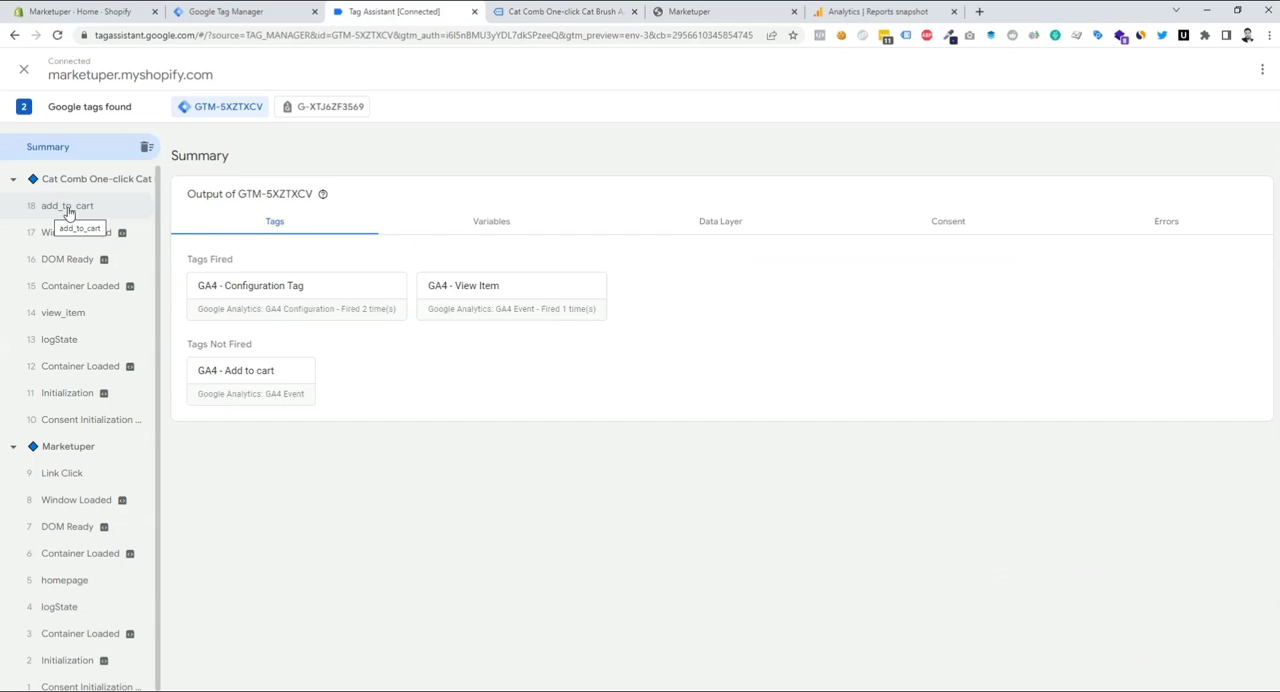 Marketuper · Home · Shopify
Google Tag Manager
Tag Assistant [Connected]
Cat Comb One-click Cat Brush A
Marketuper
Analytics | Reports snapshot
tagassistant.google.com/#/?source=TAG_MANAGER&id=GTM-5XZTXCV&gtm_auth=i6I5nBMU3yYDL7dkSPzeeQ&gtm_preview=env-3&cb=2956610345854745
Connected
marketuper.myshopify.com
2 Google tags found GTM-5XZTXCV G-XTJ6ZF3569
Summary
Cat Comb One-click Cat
18 add_to_cart
add_to_cart
17 Wi
16 DOM Ready
15 Container Loaded
14 view_item
13 logState
12 Container Loaded
11 Initialization
10 Consent Initialization ...
Marketuper
9 Link Click
8 Window Loaded
7 DOM Ready
6 Container Loaded
5 homepage
4 logState
3 Container Loaded
2 Initialization
1 Consent Initialization ...
Summary
Output of GTM-5XZTXCV
Tags Variables Data Layer Consent Errors
Tags Fired
GA4 - Configuration Tag
Google Analytics: GA4 Configuration - Fired 2 time(s)
GA4 - View Item
Google Analytics: GA4 Event - Fired 1 time(s)
Tags Not Fired
GA4 - Add to cart
Google Analytics: GA4 Event